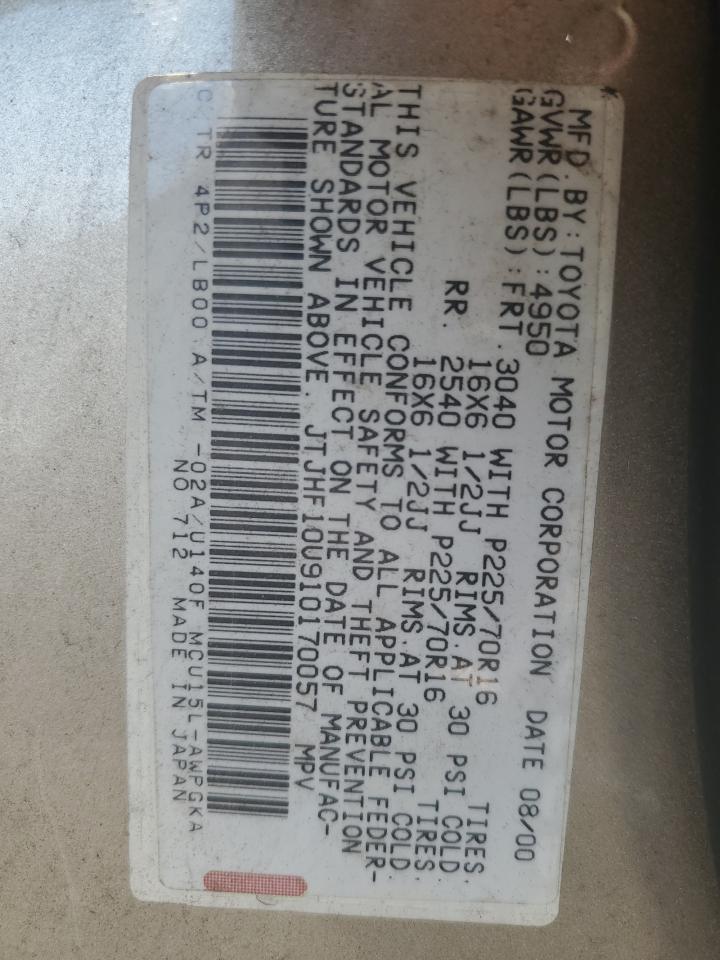 MFD.BY:TOYOTA MOTOR CORPORATION DATE 08/00
GVWR(LBS):4950
GAWR(LBS):FRT.3040 WITH P225/70R16 TIRES.
16X6 1/2JJ RIMS.AT 30 PSI COLD
RR. 2540 WITH P225/70R16 TIRES.
16X6 1/2JJ RIMS.AT 30 PSI COLD.
THIS VEHICLE CONFORMS TO ALL APPLICABLE FEDER-
AL MOTOR VEHICLE SAFETY AND THEFT PREVENTION
STANDARDS IN EFFECT ON THE DATE OF MANUFAC-
TURE SHOWN ABOVE. JTJHF10U910170057 MPV
C/TR 4P2/LB00 A/TM -02A/U140F MCU15L-AWPGKA
NO 712 MADE IN JAPAN